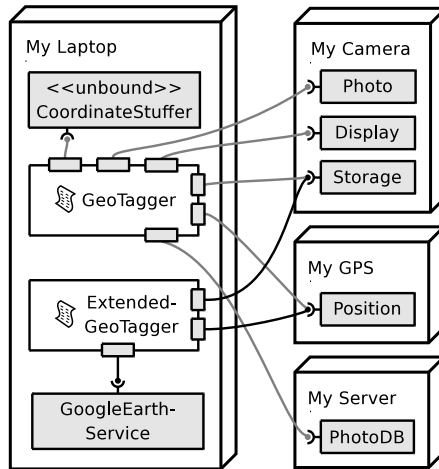 My Laptop
<<unbound>>
CoordinateStuffer
GeoTagger
Extended-
GeoTagger
GoogleEarth-
Service
My Camera
Photo
Display
Storage
My GPS
Position
My Server
PhotoDB